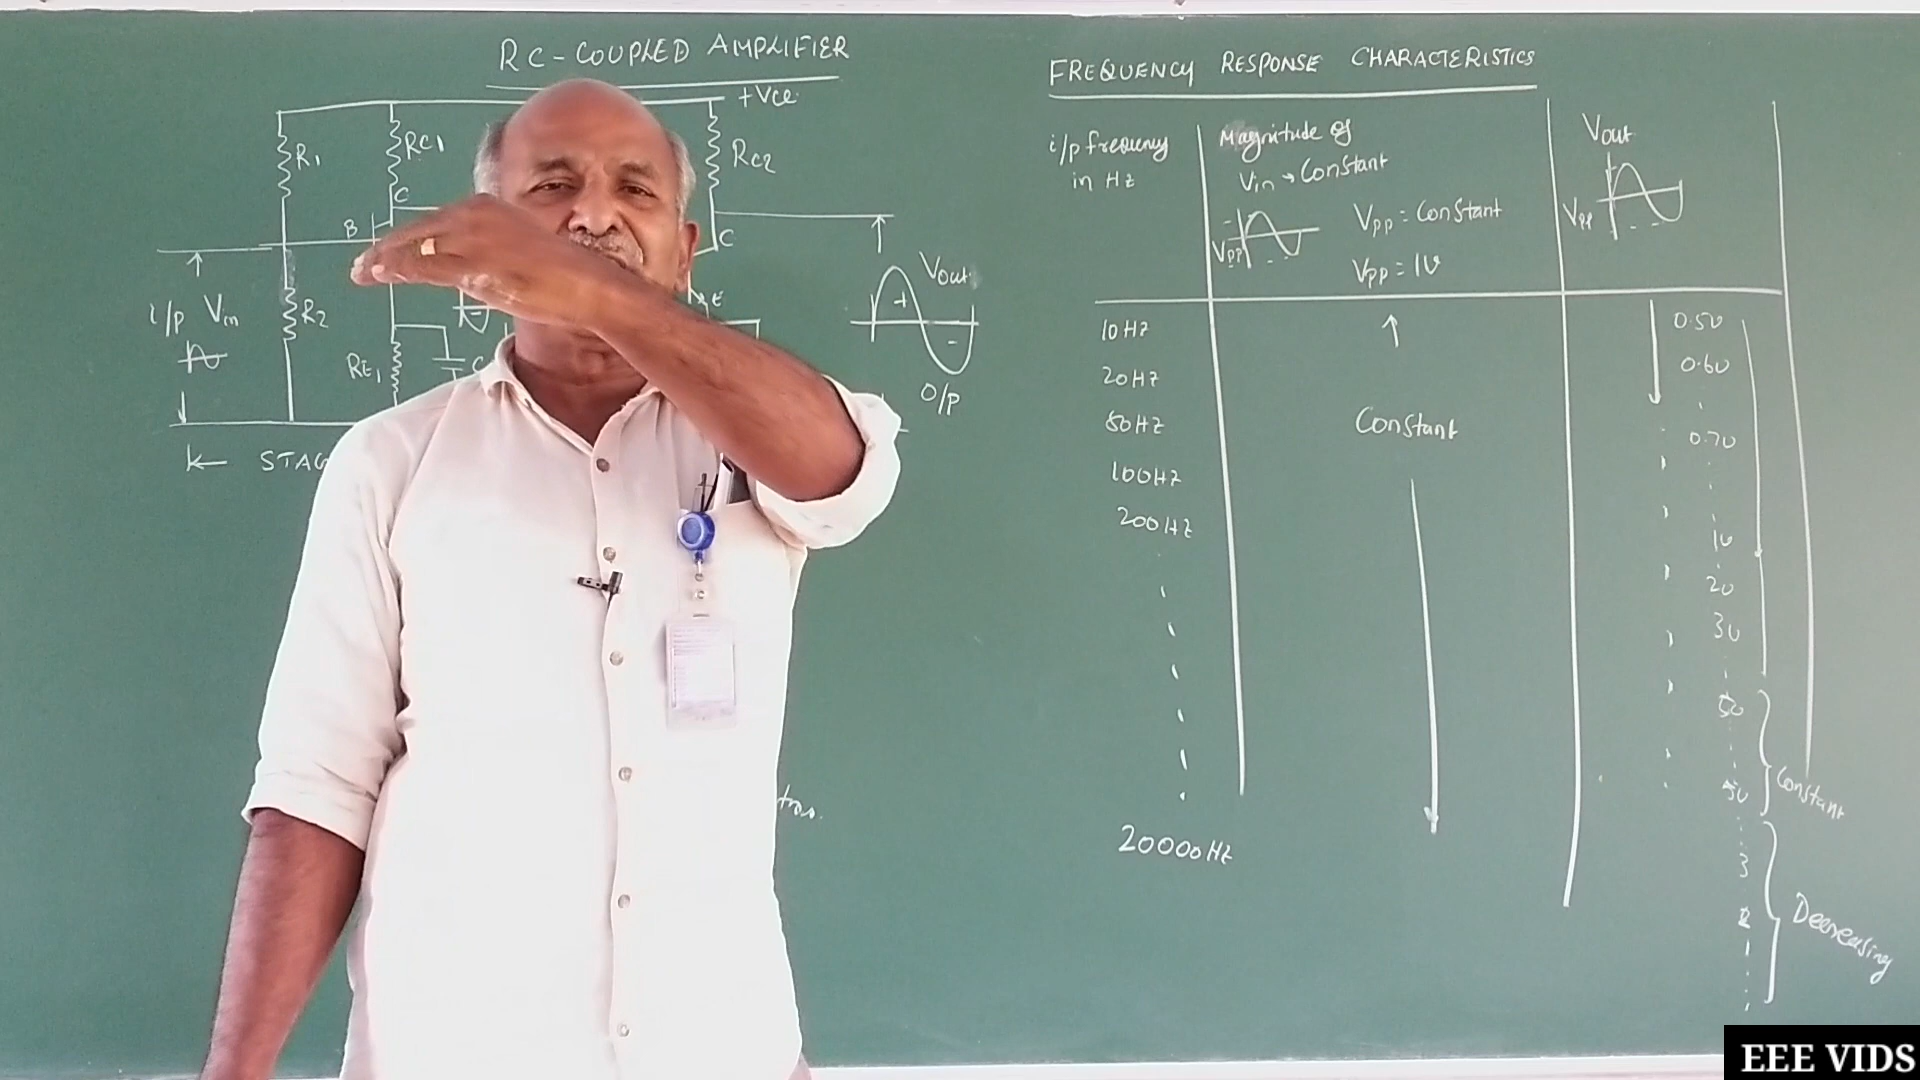 RC-COUPLED AMPLIFIER
+Vcc
R1
RC1
RC2
C
B
C
E
i/p Vin
R2
RE1
C
+
-
-
Vout
O/P
K← STAG
FREQUENCY RESPONSE CHARACTERISTICS
i/p frequency
in Hz
Magnitude of
Vin → Constant
Vpp = Constant
Vpp
Vpp = 1V
Vout
Vpp
10Hz
20Hz
50Hz
100Hz
200Hz
20000Hz
Constant
0.5v
0.6v
0.7v
1v
2v
3v
5v
5v
Constant
3
2
1
Decreasing
EEE VIDS